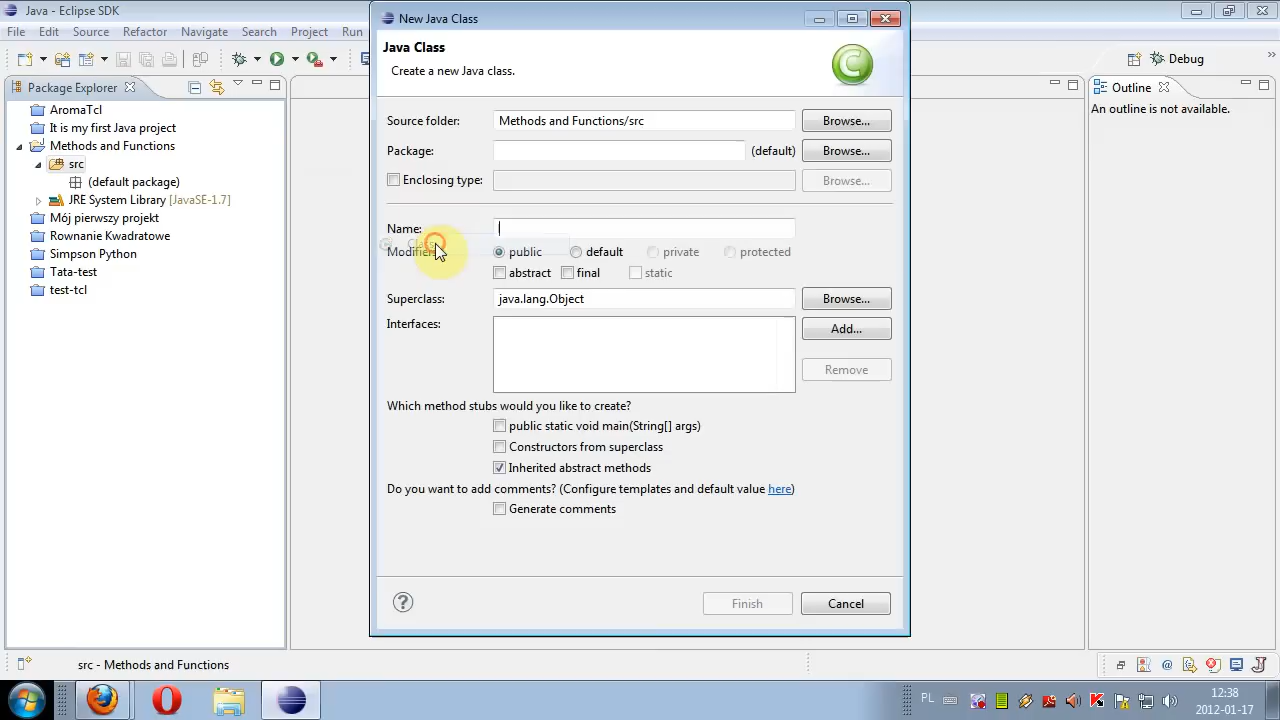 Java - Eclipse SDK
File Edit Source Refactor Navigate Search Project Run
Debug
Package Explorer
AromaTcl
It is my first Java project
Methods and Functions
src
(default package)
JRE System Library [JavaSE-1.7]
Mój pierwszy projekt
Rownanie Kwadratowe
Simpson Python
Tata-test
test-tcl
New Java Class
Java Class
Create a new Java class.
Source folder: Methods and Functions/src Browse...
Package: (default) Browse...
Enclosing type: Browse...
Name:
Class
Modifiers: public default private protected
abstract final static
Superclass: java.lang.Object Browse...
Interfaces: Add...
Remove
Which method stubs would you like to create?
public static void main(String[] args)
Constructors from superclass
Inherited abstract methods
Do you want to add comments? (Configure templates and default value here)
Generate comments
Finish Cancel
Outline
An outline is not available.
src - Methods and Functions
PL
12:38
2012-01-17